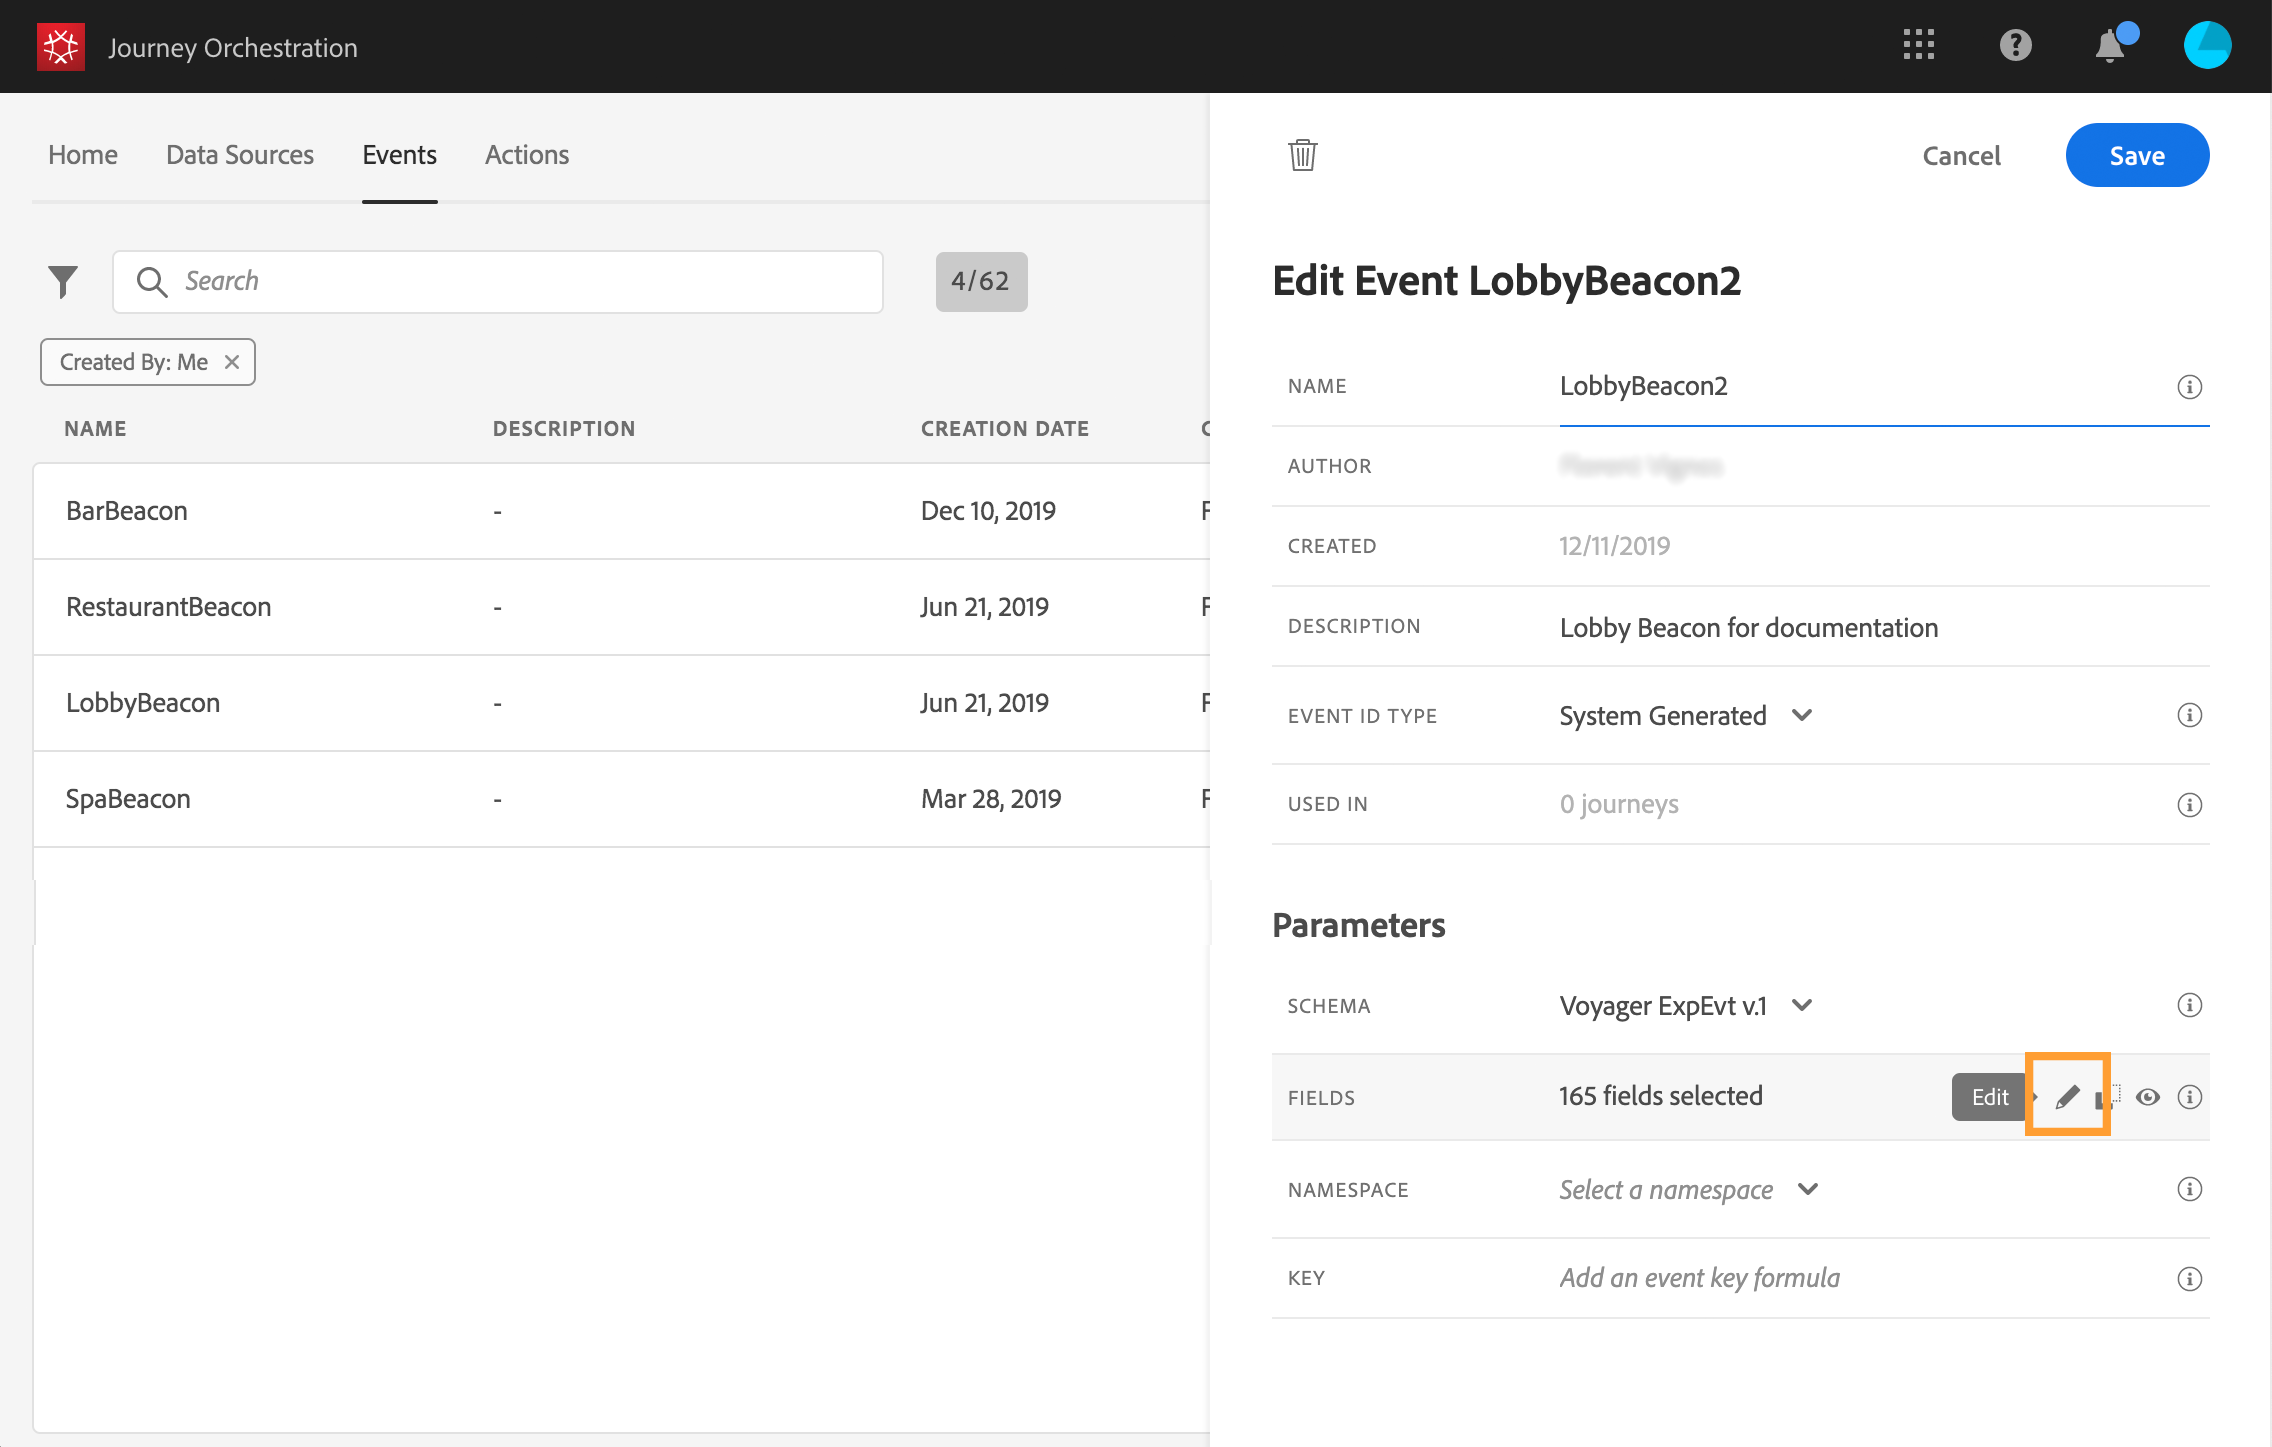 Journey Orchestration
Home Data Sources Events Actions
Search
4/62
Created By: Me
NAME DESCRIPTION CREATION DATE
BarBeacon - Dec 10, 2019
RestaurantBeacon - Jun 21, 2019
LobbyBeacon - Jun 21, 2019
SpaBeacon - Mar 28, 2019
Cancel Save
Edit Event LobbyBeacon2
NAME LobbyBeacon2
AUTHOR
CREATED 12/11/2019
DESCRIPTION Lobby Beacon for documentation
EVENT ID TYPE System Generated
USED IN 0 journeys
Parameters
SCHEMA Voyager ExpEvt v.1
FIELDS 165 fields selected Edit
NAMESPACE Select a namespace
KEY Add an event key formula